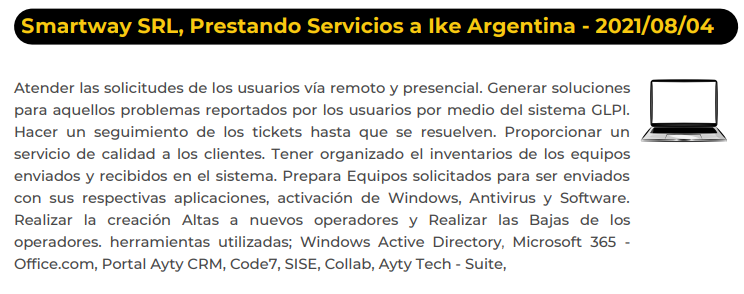 Smartway SRL, Prestando Servicios a Ike Argentina - 2021/08/04
Atender las solicitudes de los usuarios vía remoto y presencial. Generar soluciones
para aquellos problemas reportados por los usuarios por medio del sistema GLPI.
Hacer un seguimiento de los tickets hasta que se resuelven. Proporcionar un
servicio de calidad a los clientes. Tener organizado el inventarios de los equipos
enviados y recibidos en el sistema. Prepara Equipos solicitados para ser enviados
con sus respectivas aplicaciones, activación de Windows, Antivirus y Software.
Realizar la creación Altas a nuevos operadores y Realizar las Bajas de los
operadores. herramientas utilizadas; Windows Active Directory, Microsoft 365 -
Office.com, Portal Ayty CRM, Code7, SISE, Collab, Ayty Tech - Suite,